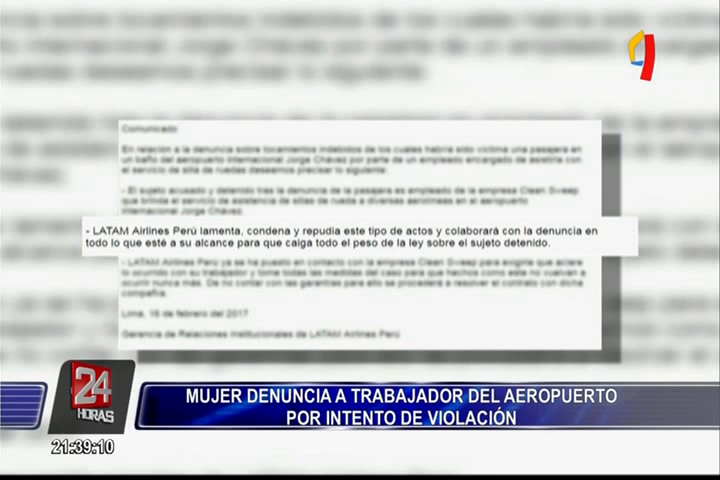 Comunicado
En relación a la denuncia sobre tocamientos indebidos de los cuales habría sido víctima una pasajera en
un baño del aeropuerto Internacional Jorge Chávez por parte de un empleado encargado de asistirla con
el servicio de silla de ruedas deseamos precisar lo siguiente:
- El sujeto acusado y detenido tras la denuncia de la pasajera es empleado de la empresa Clean Sweep
que brinda el servicio de asistencia de sillas de rueda a diversas aerolíneas en el aeropuerto
Internacional Jorge Chávez.
- LATAM Airlines Perú lamenta, condena y repudia este tipo de actos y colaborará con la denuncia en
todo lo que esté a su alcance para que caiga todo el peso de la ley sobre el sujeto detenido.
- LATAM Airlines Perú ya se ha puesto en contacto con la empresa Clean Sweep para exigirle que aclare
lo ocurrido con su trabajador y tome todas las medidas del caso para que hechos como este no vuelvan a
ocurrir nunca más. De no contar con las garantías para ello se procederá a resolver el contrato con dicha
compañía.
Lima, 16 de febrero del 2017
Gerencia de Relaciones Institucionales de LATAM Airlines Perú
24
HORAS
MUJER DENUNCIA A TRABAJADOR DEL AEROPUERTO
POR INTENTO DE VIOLACIÓN
21:39:10